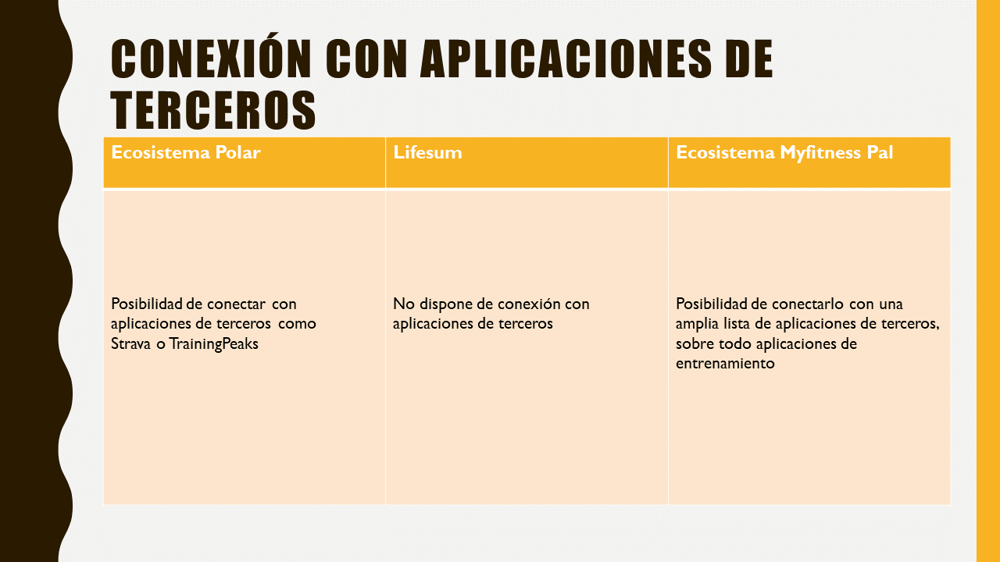 CONEXIÓN CON APLICACIONES DE
TERCEROS
Ecosistema Polar
Lifesum
Ecosistema Myfitness Pal
Posibilidad de conectar con
aplicaciones de terceros como
Strava o TrainingPeaks
No dispone de conexión con
aplicaciones de terceros
Posibilidad de conectarlo con una
amplia lista de aplicaciones de terceros,
sobre todo aplicaciones de
entrenamiento